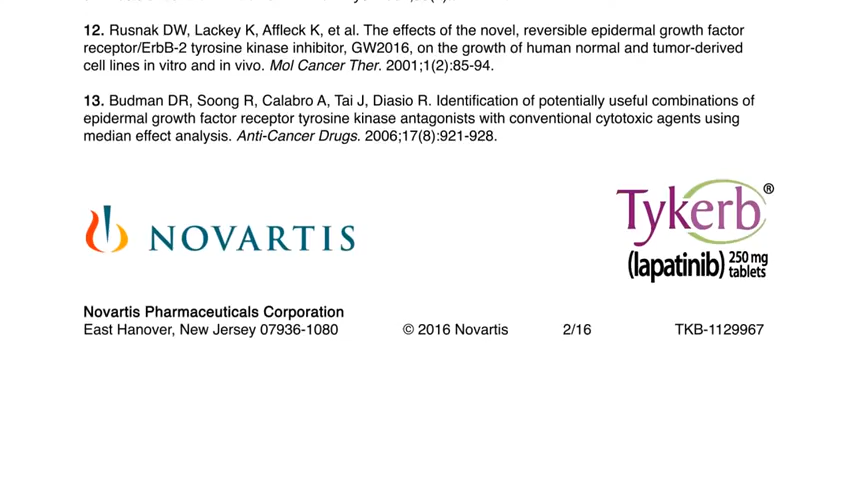 12. Rusnak DW, Lackey K, Affleck K, et al. The effects of the novel, reversible epidermal growth factor
receptor/ErbB-2 tyrosine kinase inhibitor, GW2016, on the growth of human normal and tumor-derived
cell lines in vitro and in vivo. Mol Cancer Ther. 2001;1(2):85-94.
13. Budman DR, Soong R, Calabro A, Tai J, Diasio R. Identification of potentially useful combinations of
epidermal growth factor receptor tyrosine kinase antagonists with conventional cytotoxic agents using
median effect analysis. Anti-Cancer Drugs. 2006;17(8):921-928.
NOVARTIS
Tykerb®
(lapatinib) 250 mg
tablets
Novartis Pharmaceuticals Corporation
East Hanover, New Jersey 07936-1080 © 2016 Novartis 2/16 TKB-1129967